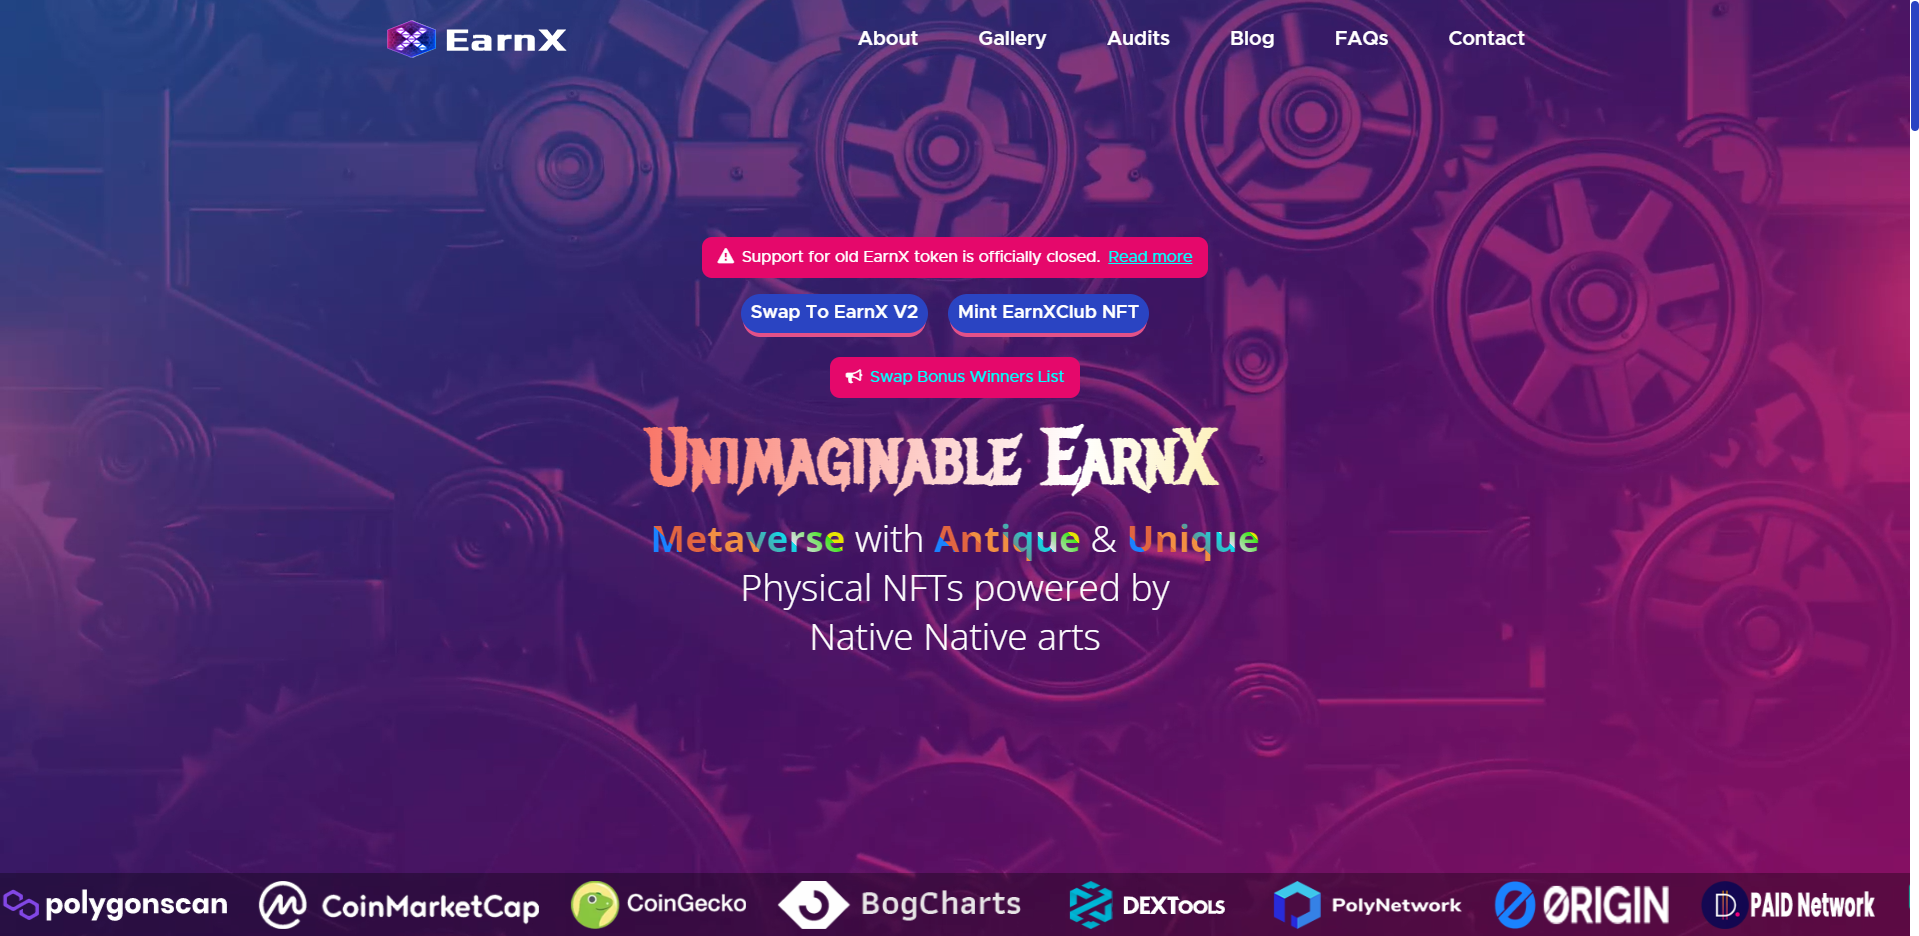 EarnX
About Gallery Audits Blog FAQs Contact
Support for old EarnX token is officially closed. Read more
Swap To EarnX V2 Mint EarnXClub NFT
Swap Bonus Winners List
Unimaginable EarnX
Metaverse with Antique & Unique
Physical NFTs powered by
Native Native arts
polygonscan CoinMarketCap CoinGecko BogCharts DEXTools PolyNetwork 0RIGIN PAID Network